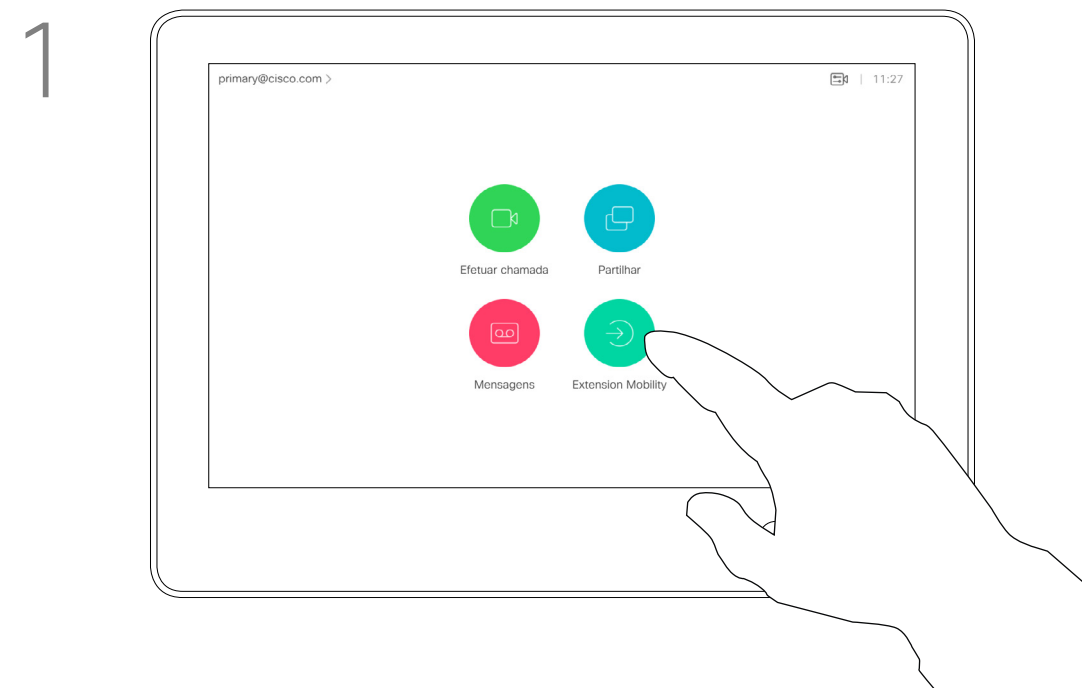 1
primary@cisco.com >
11:27
Efetuar chamada
Partilhar
Mensagens
Extension Mobility